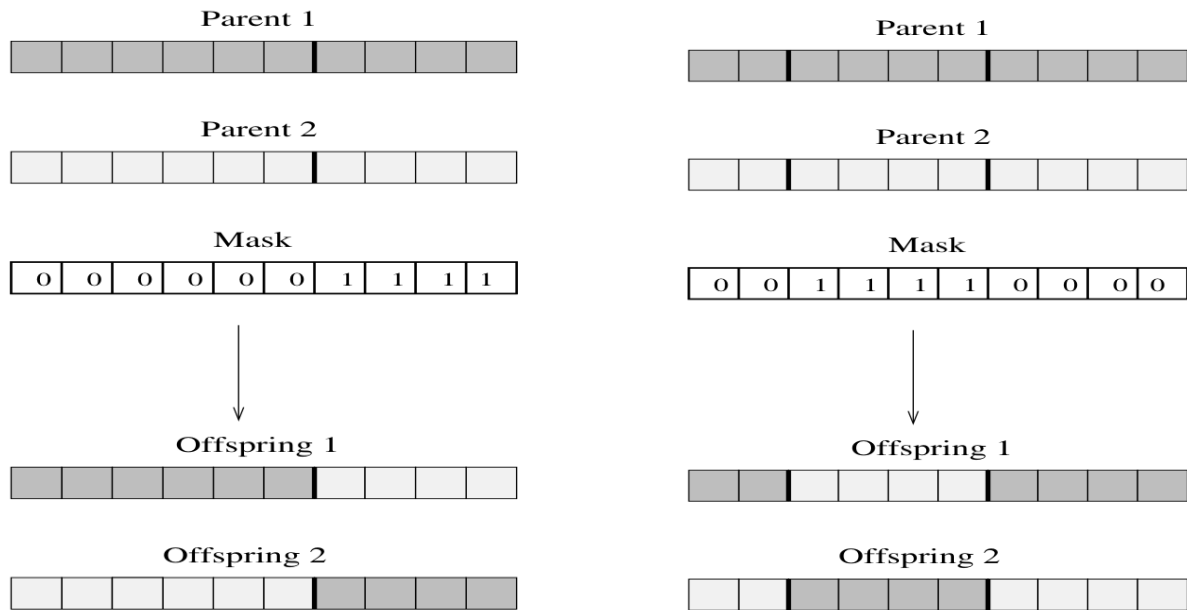 Parent 1
Parent 2
Mask
0 0 0 0 0 0 1 1 1 1
Offspring 1
Offspring 2
Parent 1
Parent 2
Mask
0 0 1 1 1 1 0 0 0 0
Offspring 1
Offspring 2